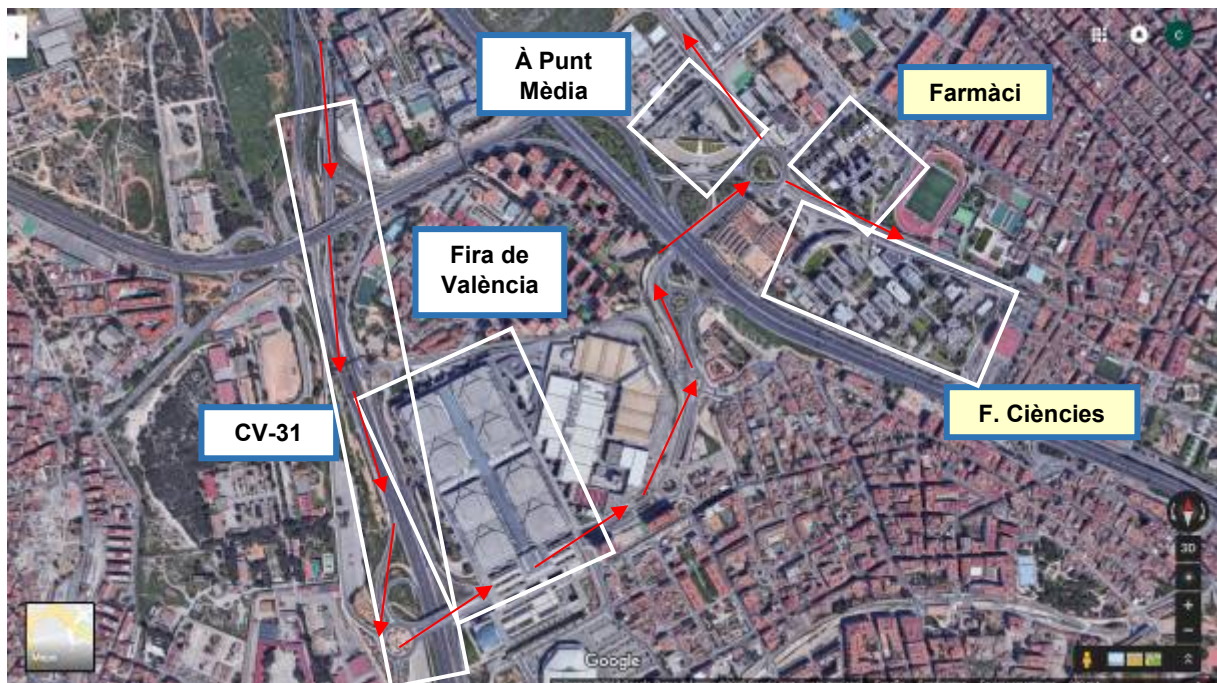 À Punt
Mèdia
Farmàci
Fira de
València
CV-31
F. Ciències
Google
3D
C